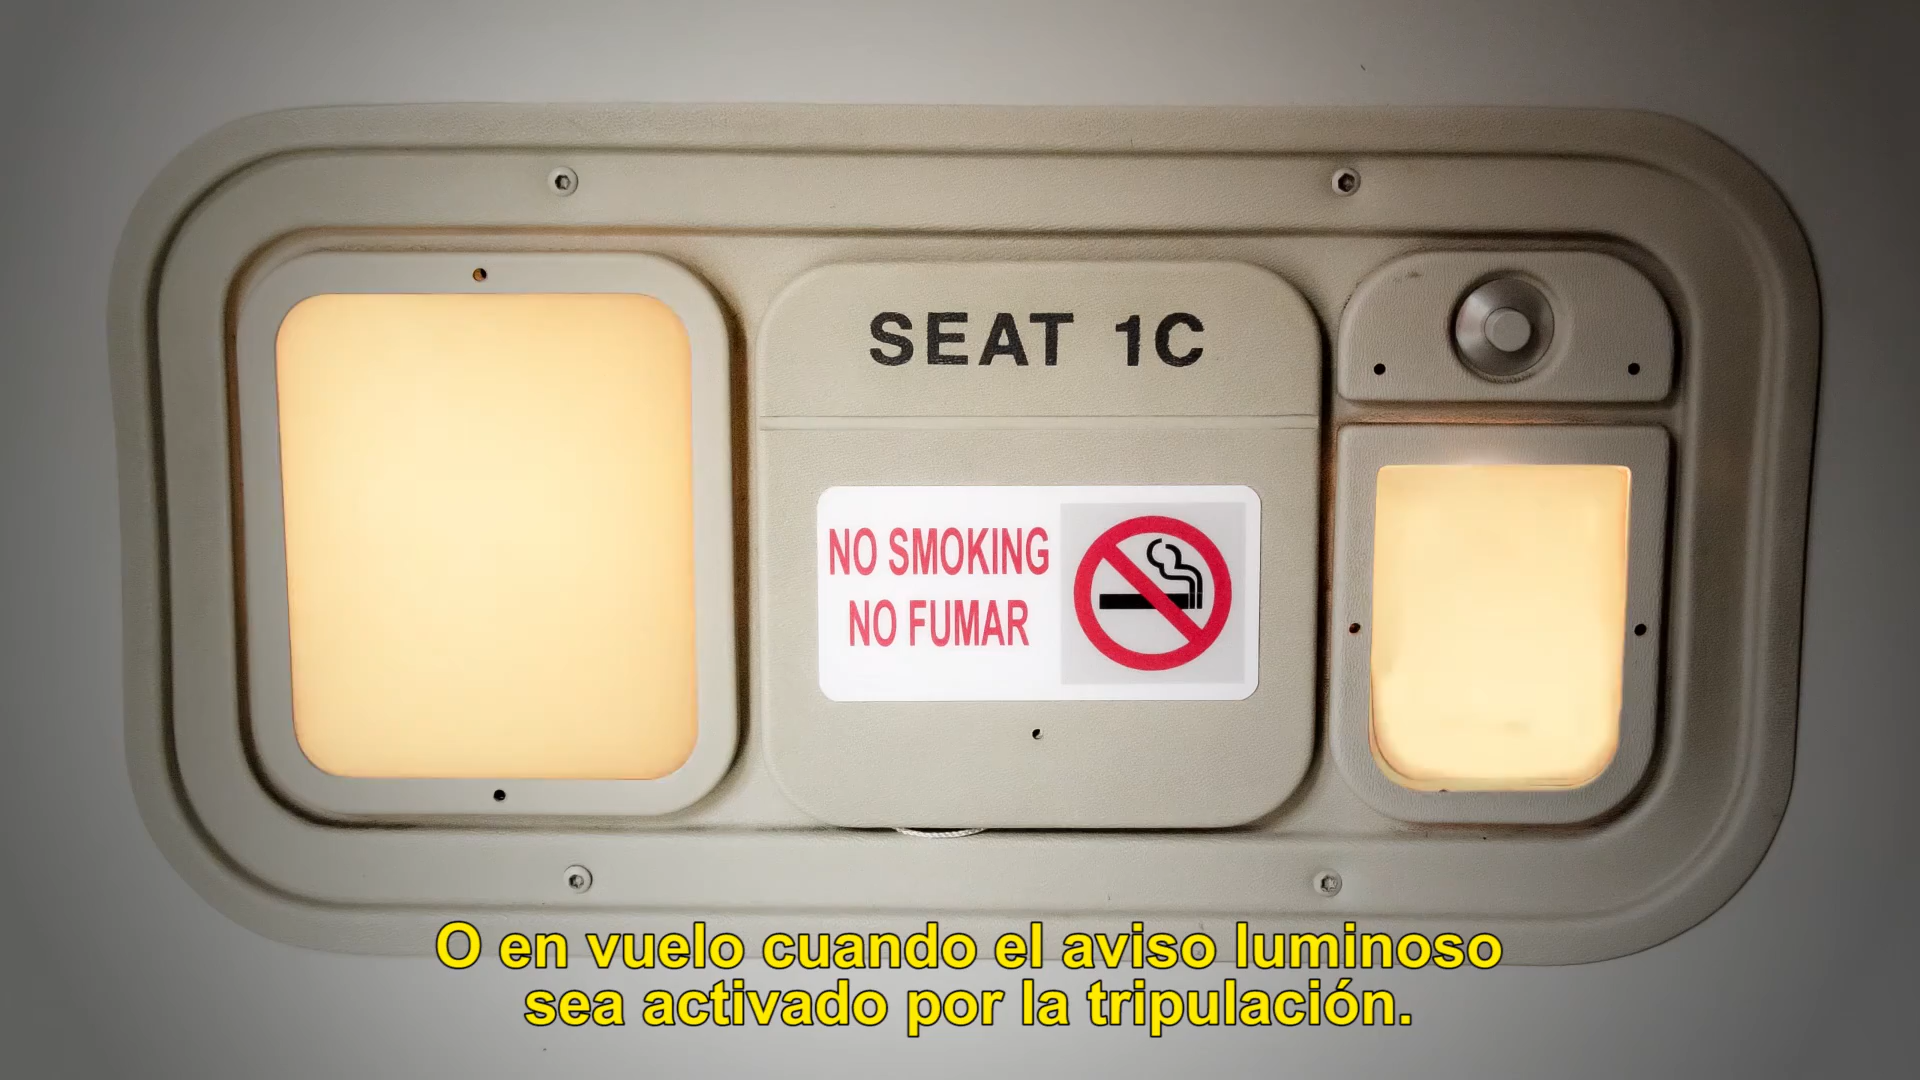 SEAT 1C
NO SMOKING
NO FUMAR
O en vuelo cuando el aviso luminoso
sea activado por la tripulación.